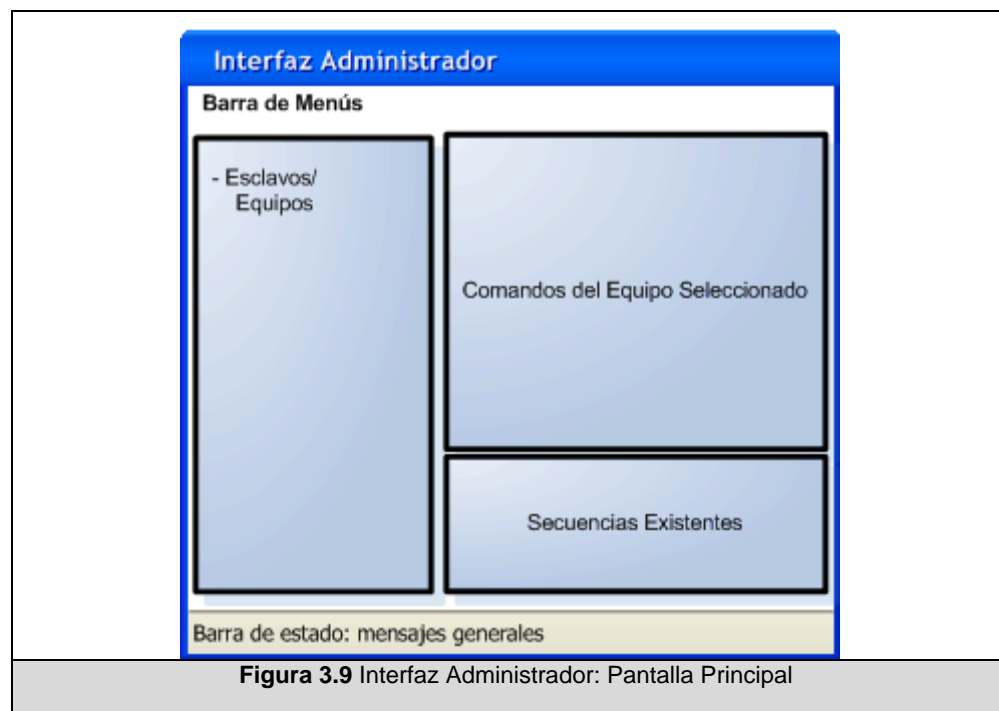 Interfaz Administrador
Barra de Menús
- Esclavos/
Equipos
Comandos del Equipo Seleccionado
Secuencias Existentes
Barra de estado: mensajes generales
Figura 3.9 Interfaz Administrador: Pantalla Principal